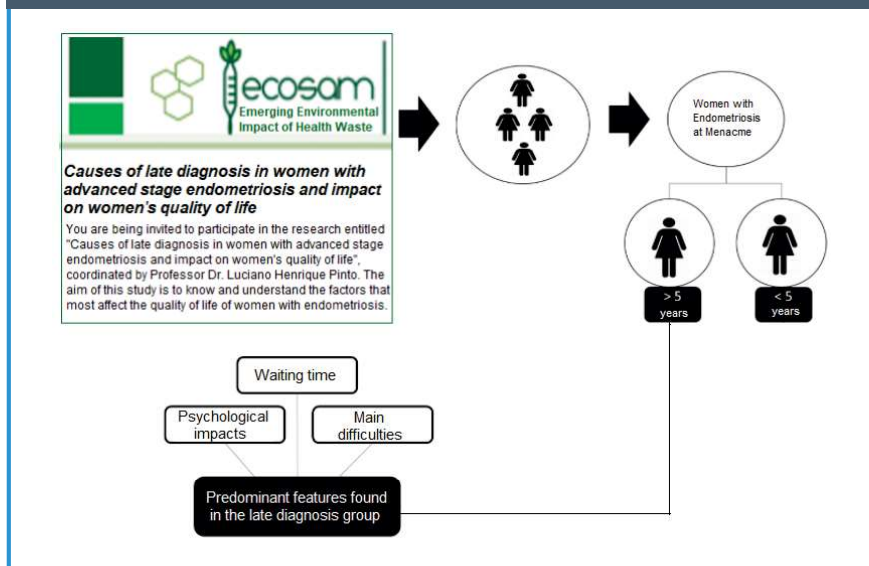 ecosam
Emerging Environmental
Impact of Health Waste
Causes of late diagnosis in women with
advanced stage endometriosis and impact
on women's quality of life
You are being invited to participate in the research entitled
"Causes of late diagnosis in women with advanced stage
endometriosis and impact on women's quality of life",
coordinated by Professor Dr. Luciano Henrique Pinto. The
aim of this study is to know and understand the factors that
most affect the quality of life of women with endometriosis.
Women with
Endometriosis
at Menacme
> 5
years
< 5
years
Waiting time
Psychological
impacts
Main
difficulties
Predominant features found
in the late diagnosis group